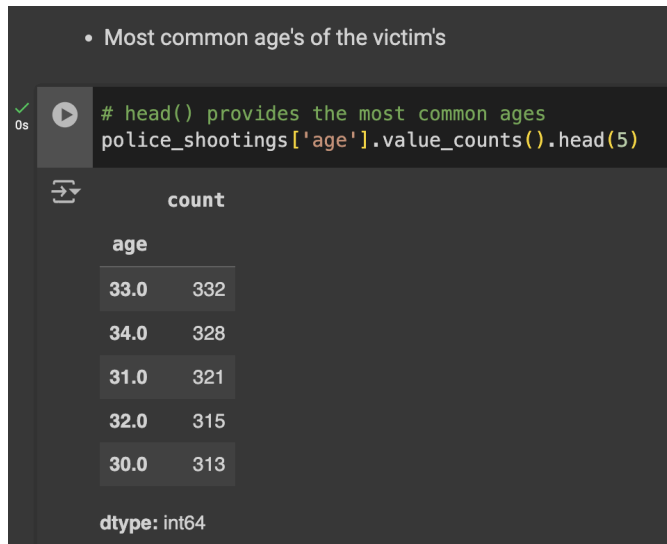 • Most common age's of the victim's
0s
# head() provides the most common ages
police_shootings['age'].value_counts().head(5)
count
age
33.0 332
34.0 328
31.0 321
32.0 315
30.0 313
dtype: int64